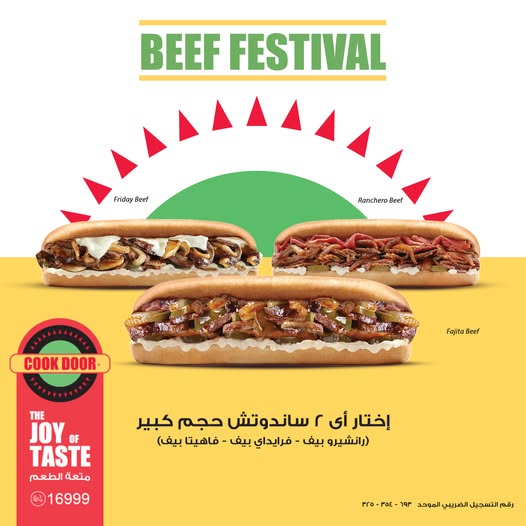 BEEF FESTIVAL
Friday Beef
Ranchero Beef
Fajita Beef
COOK DOOR
THE
JOY OF
TASTE
متعة الطعم
16999
إختار أى ٢ ساندوتش حجم كبير
(رانشيرو بيف - فرايداي بيف - فاهيتا بيف)
رقم التسجيل الضريبي الموحد ٦٩٣ - ٣٥٤ - ٣٢٥